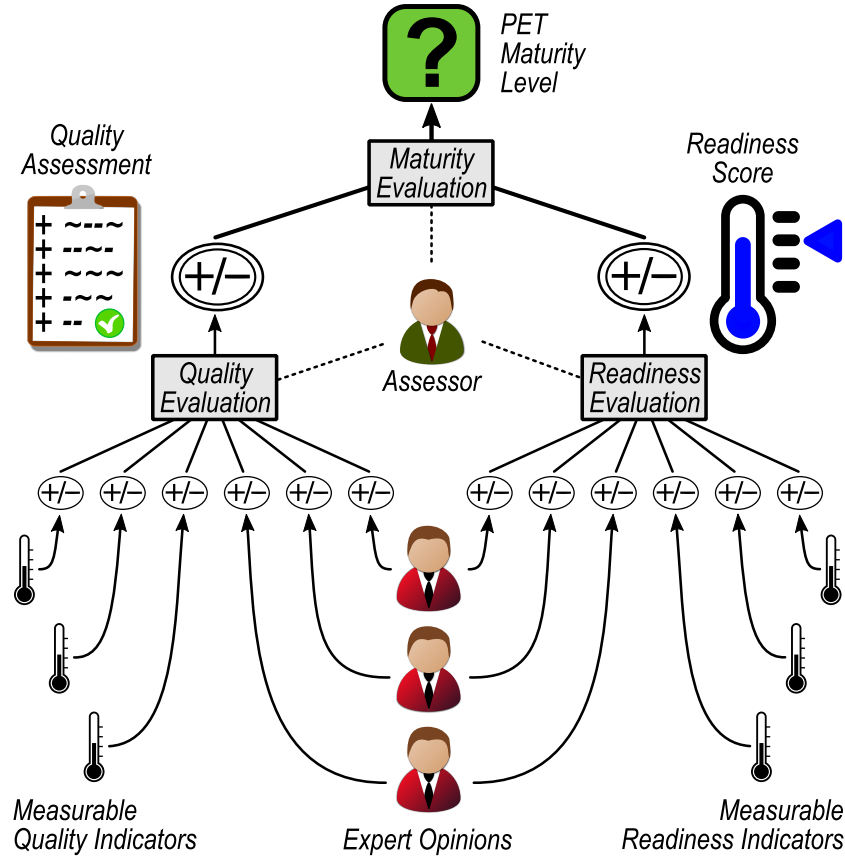 ?
PET
Maturity
Level
Quality
Assessment
Maturity
Evaluation
Readiness
Score
+ ~--~
+ --~-
+ ~~~
+ -~~
+ --
+/−
+/−
Assessor
Quality
Evaluation
Readiness
Evaluation
+/−
+/−
+/−
+/−
+/−
+/−
+/−
+/−
+/−
+/−
+/−
+/−
Measurable
Quality Indicators
Expert Opinions
Measurable
Readiness Indicators